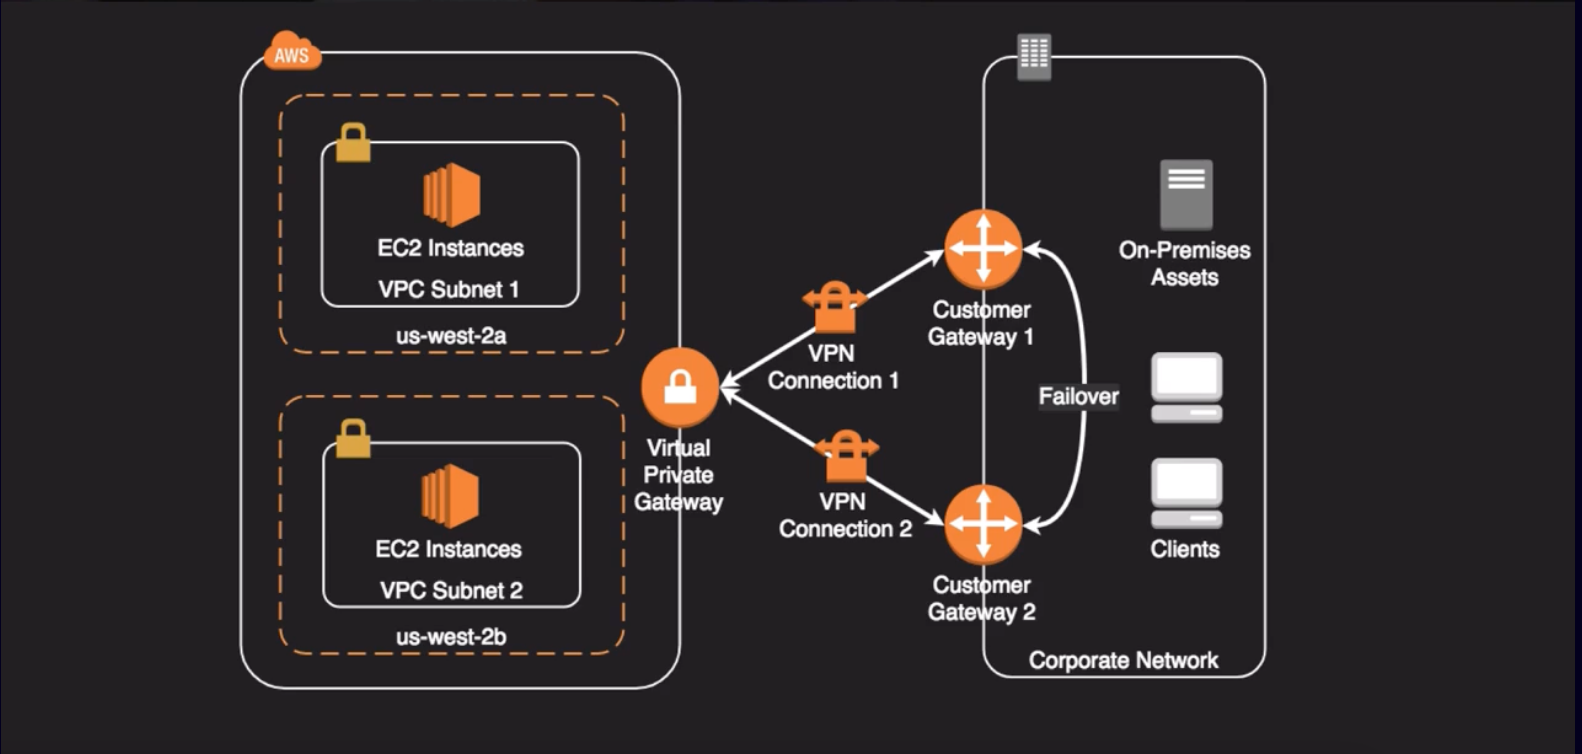 AWS
EC2 Instances
VPC Subnet 1
us-west-2a
EC2 Instances
VPC Subnet 2
us-west-2b
Virtual
Private
Gateway
VPN
Connection 1
VPN
Connection 2
Customer
Gateway 1
Failover
Customer
Gateway 2
On-Premises
Assets
Clients
Corporate Network